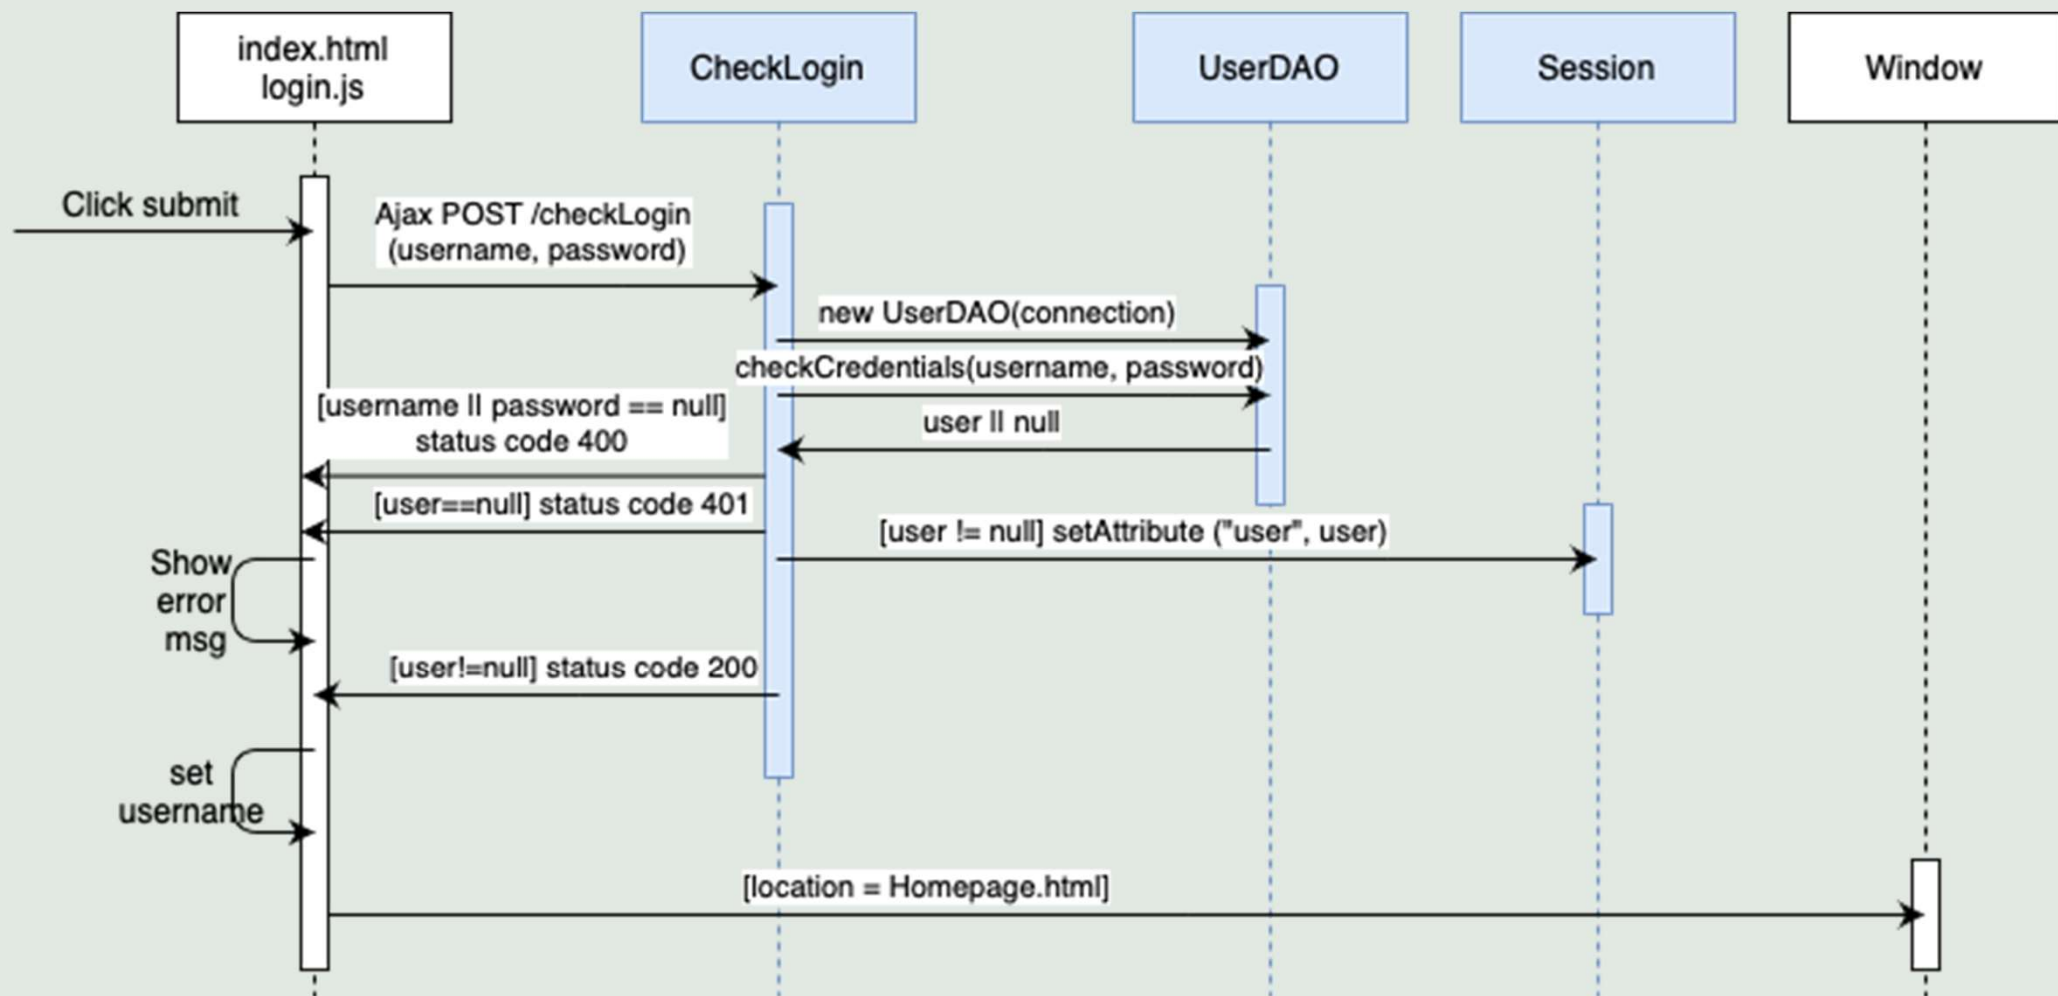 index.html
login.js
CheckLogin
UserDAO
Session
Window
Click submit
Ajax POST /checkLogin
(username, password)
new UserDAO(connection)
checkCredentials(username, password)
[username || password == null]
status code 400
user || null
[user==null] status code 401
[user != null] setAttribute ("user", user)
Show
error
msg
[user!=null] status code 200
set
username
[location = Homepage.html]